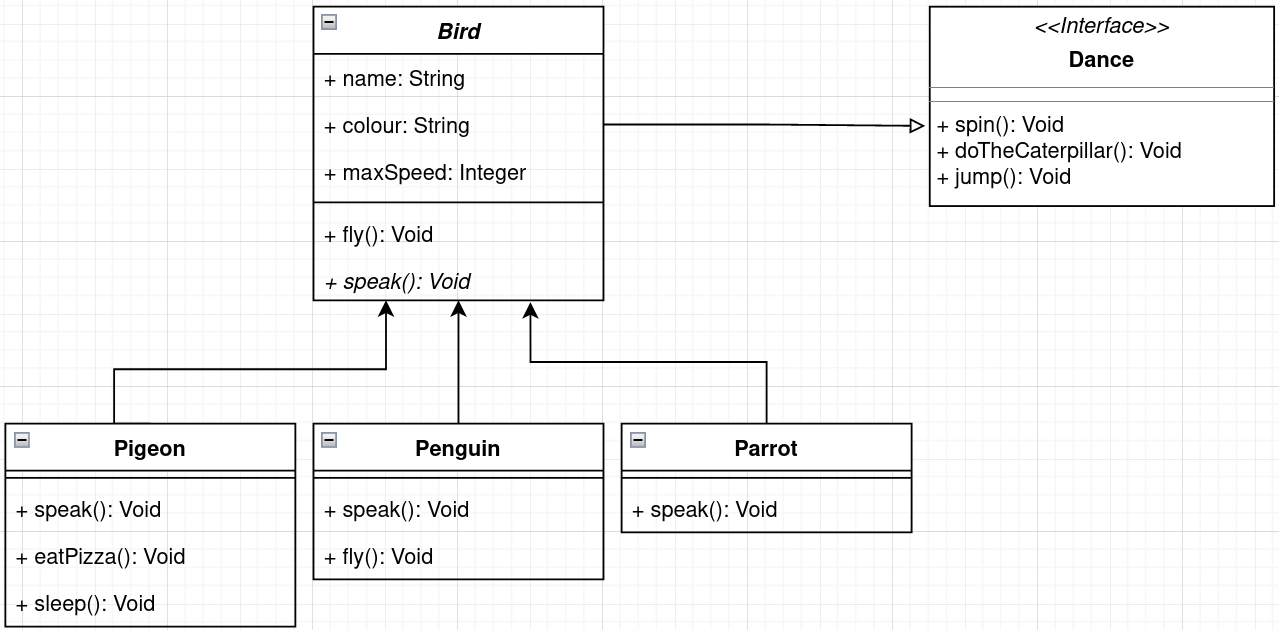 Bird
+ name: String
+ colour: String
+ maxSpeed: Integer
+ fly(): Void
+ speak(): Void
<<Interface>>
Dance
+ spin(): Void
+ doTheCaterpillar(): Void
+ jump(): Void
Pigeon
+ speak(): Void
+ eatPizza(): Void
+ sleep(): Void
Penguin
+ speak(): Void
+ fly(): Void
Parrot
+ speak(): Void